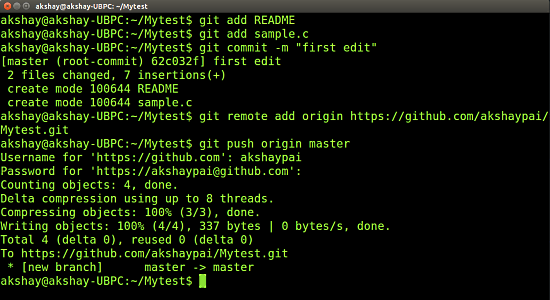 akshay@akshay-UBPC: ~/Mytest
akshay@akshay-UBPC:~/Mytest$ git add README
akshay@akshay-UBPC:~/Mytest$ git add sample.c
akshay@akshay-UBPC:~/Mytest$ git commit -m "first edit"
[master (root-commit) 62c032f] first edit
 2 files changed, 7 insertions(+)
 create mode 100644 README
 create mode 100644 sample.c
akshay@akshay-UBPC:~/Mytest$ git remote add origin https://github.com/akshaypai/
Mytest.git
akshay@akshay-UBPC:~/Mytest$ git push origin master
Username for 'https://github.com': akshaypai
Password for 'https://akshaypai@github.com':
Counting objects: 4, done.
Delta compression using up to 8 threads.
Compressing objects: 100% (3/3), done.
Writing objects: 100% (4/4), 337 bytes | 0 bytes/s, done.
Total 4 (delta 0), reused 0 (delta 0)
To https://github.com/akshaypai/Mytest.git
 * [new branch]      master -> master
akshay@akshay-UBPC:~/Mytest$